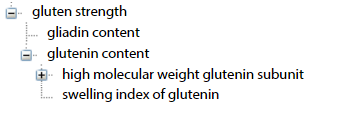 gluten strength
gliadin content
glutenin content
high molecular weight glutenin subunit
swelling index of glutenin